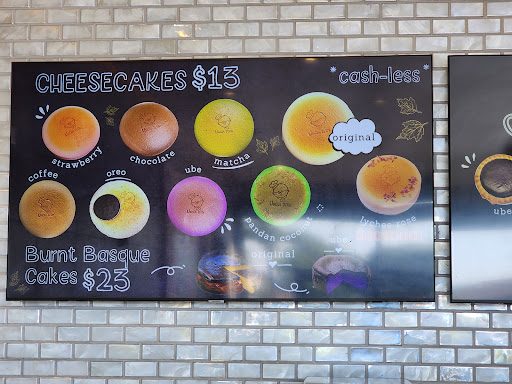 CHEESECAKES $13
*cash-less*
strawberry
chocolate
matcha
original
coffee
oreo
ube
pandan coconut
lychee rose
Burnt Basque
Cakes $23
original
ube
ube